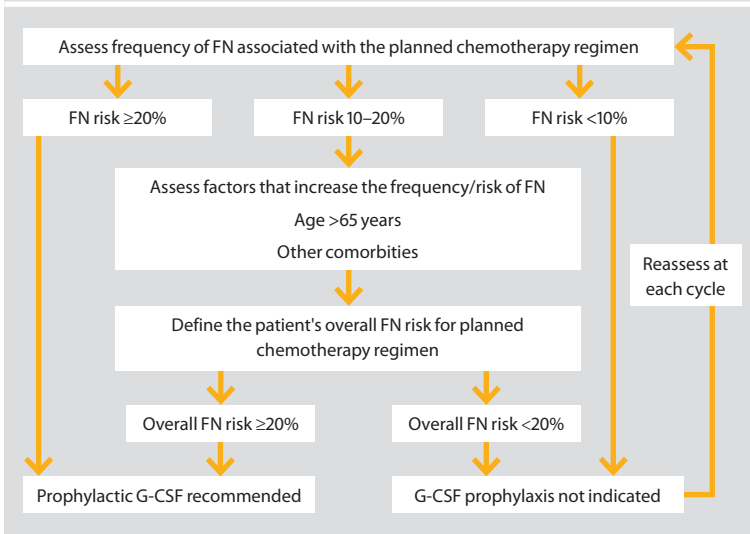 Assess frequency of FN associated with the planned chemotherapy regimen
FN risk ≥20%
FN risk 10–20%
FN risk <10%
Assess factors that increase the frequency/risk of FN
Age >65 years
Other comorbities
Reassess at
each cycle
Define the patient's overall FN risk for planned
chemotherapy regimen
Overall FN risk ≥20%
Overall FN risk <20%
Prophylactic G-CSF recommended
G-CSF prophylaxis not indicated